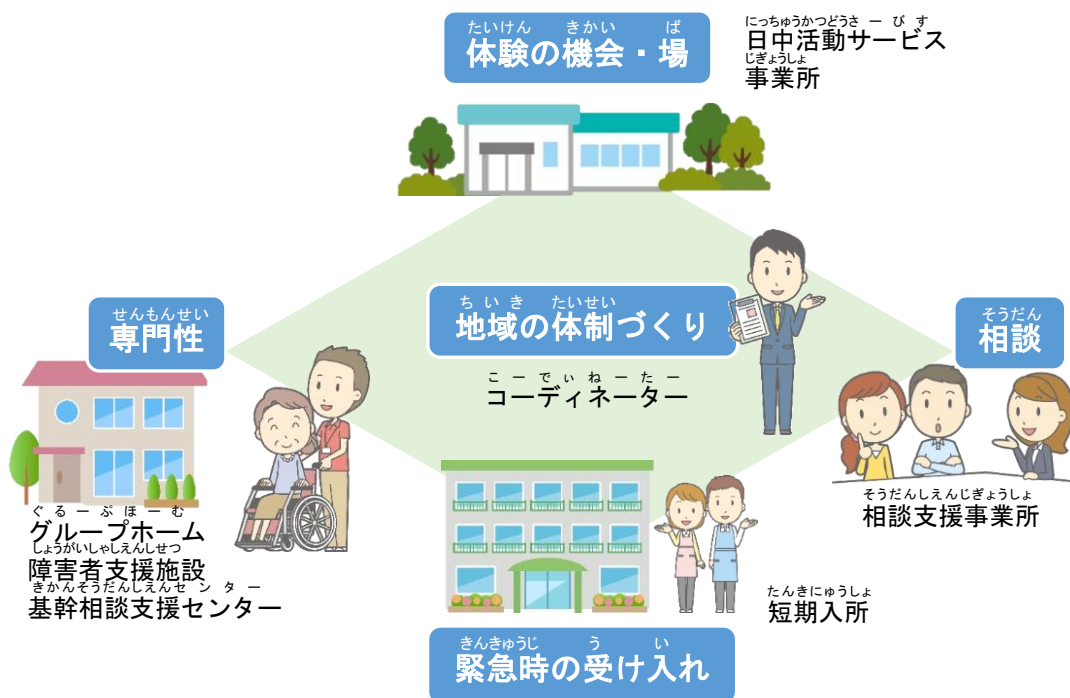 たいけん きかい ば
体験の機会・場
にっちゅうかつどうさーびす
日中活動サービス
じぎょうしょ
事業所
せんもんせい
専門性
ちいき たいせい
地域の体制づくり
こーでぃねーたー
コーディネーター
そうだん
相談
そうだんしえんじぎょうしょ
相談支援事業所
ぐるーぷほーむ
グループホーム
しょうがいしゃしえんしせつ
障害者支援施設
きかんそうだんしえんセンター
基幹相談支援センター
たんきにゅうしょ
短期入所
きんきゅうじ う い
緊急時の受け入れ